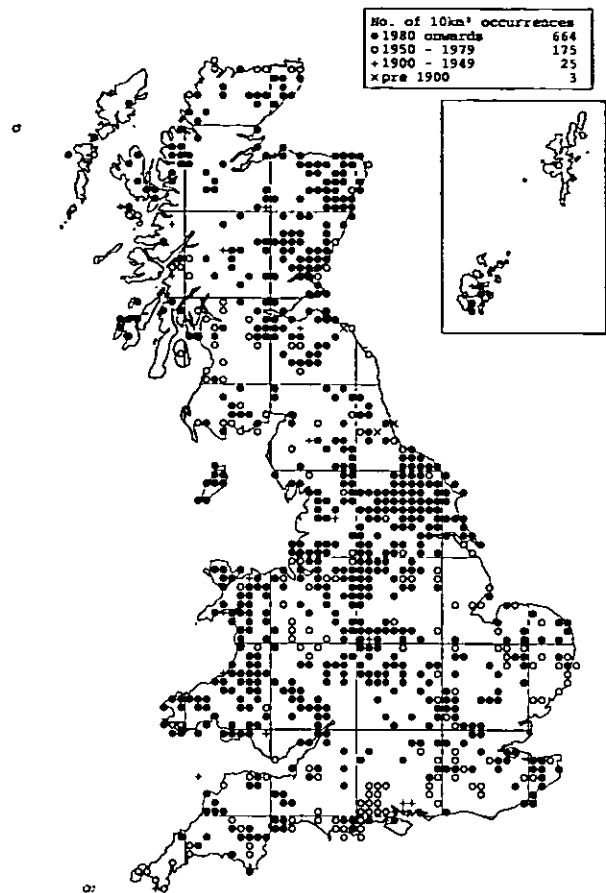 No. of 10km² occurrences
● 1980 onwards 664
○ 1950 - 1979 175
+ 1900 - 1949 25
× pre 1900 3